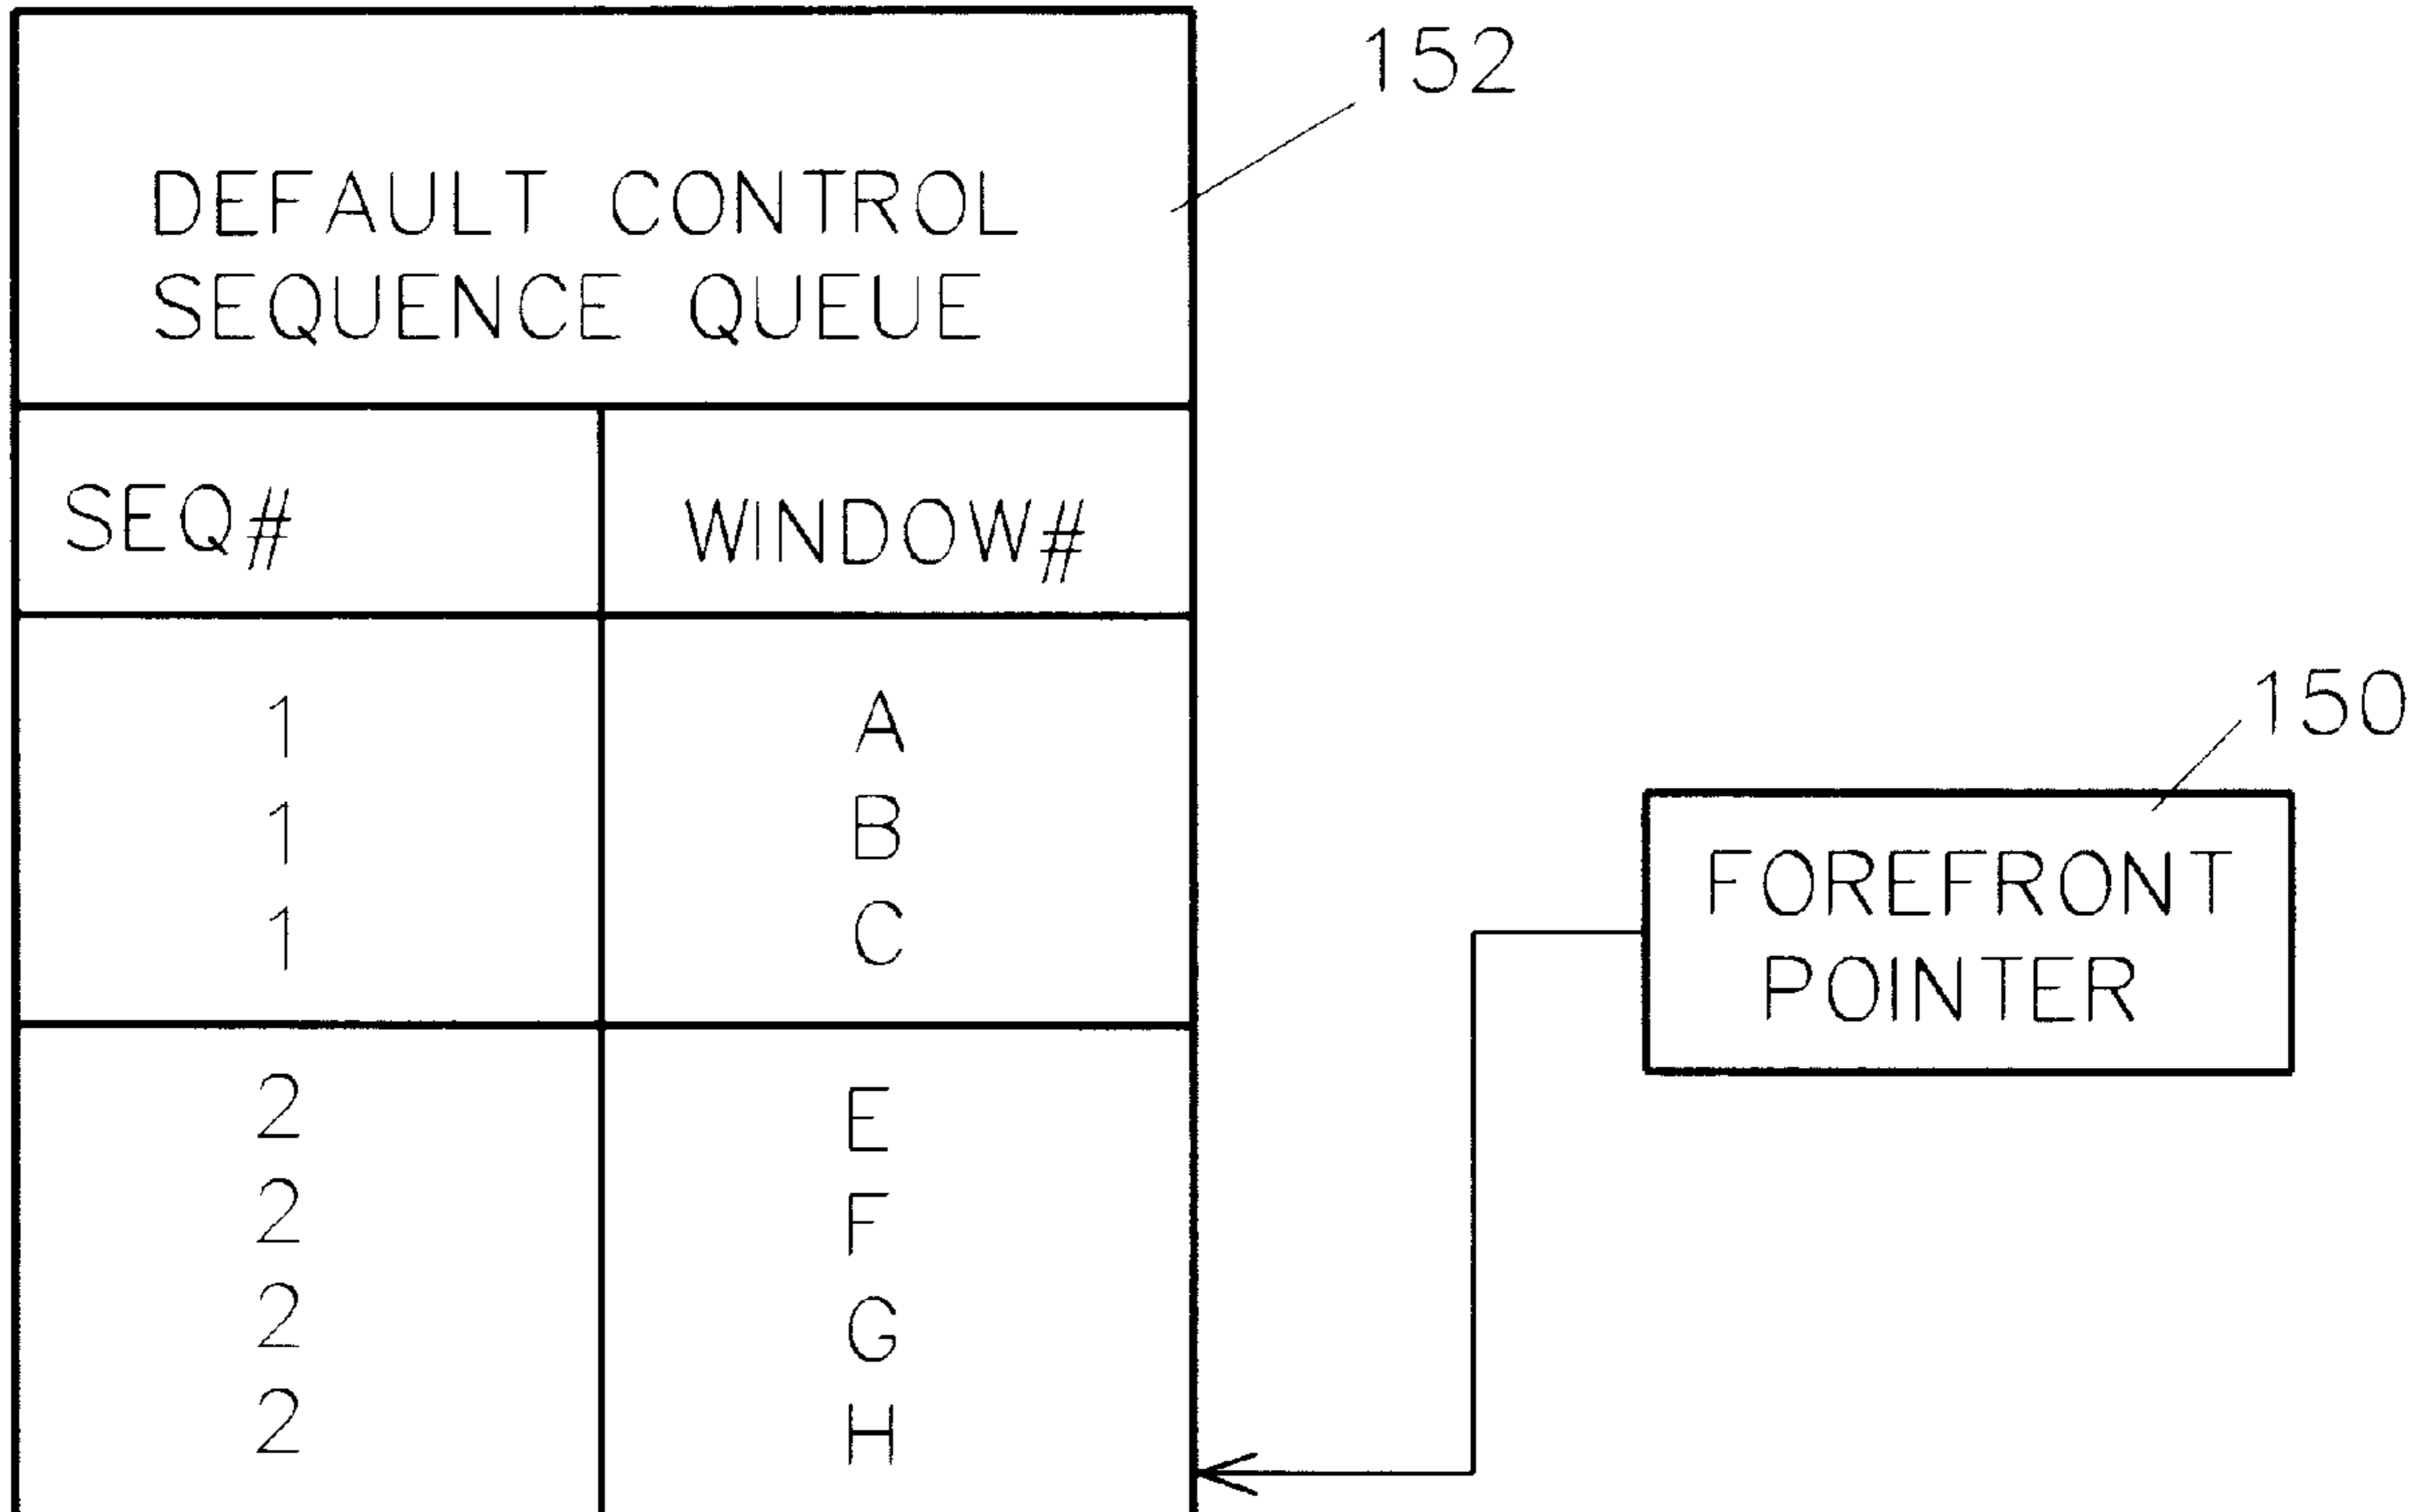 152
DEFAULT CONTROL
SEQUENCE QUEUE
SEQ# WINDOW#
1 A
1 B
1 C
2 E
2 F
2 G
2 H
150
FOREFRONT
POINTER